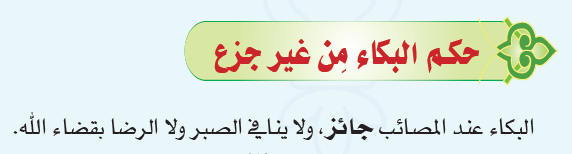 حكم البكاء مِن غير جزع
البكاء عند المصائب جائز، ولا ينافي الصبر ولا الرضا بقضاء الله.